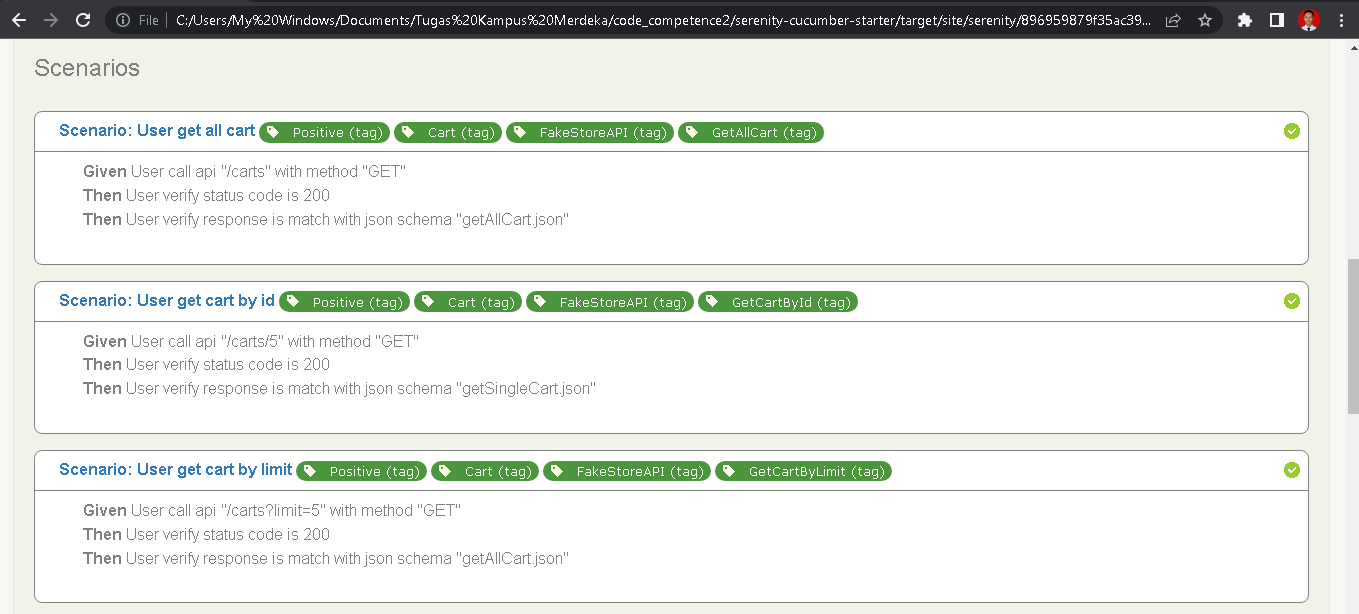 File C:/Users/My%20Windows/Documents/Tugas%20Kampus%20Merdeka/code_competence2/serenity-cucumber-starter/target/site/serenity/896959879f35ac39...
Scenarios
Scenario: User get all cart Positive (tag) Cart (tag) FakeStoreAPI (tag) GetAllCart (tag)
Given User call api "/carts" with method "GET"
Then User verify status code is 200
Then User verify response is match with json schema "getAllCart.json"
Scenario: User get cart by id Positive (tag) Cart (tag) FakeStoreAPI (tag) GetCartById (tag)
Given User call api "/carts/5" with method "GET"
Then User verify status code is 200
Then User verify response is match with json schema "getSingleCart.json"
Scenario: User get cart by limit Positive (tag) Cart (tag) FakeStoreAPI (tag) GetCartByLimit (tag)
Given User call api "/carts?limit=5" with method "GET"
Then User verify status code is 200
Then User verify response is match with json schema "getAllCart.json"